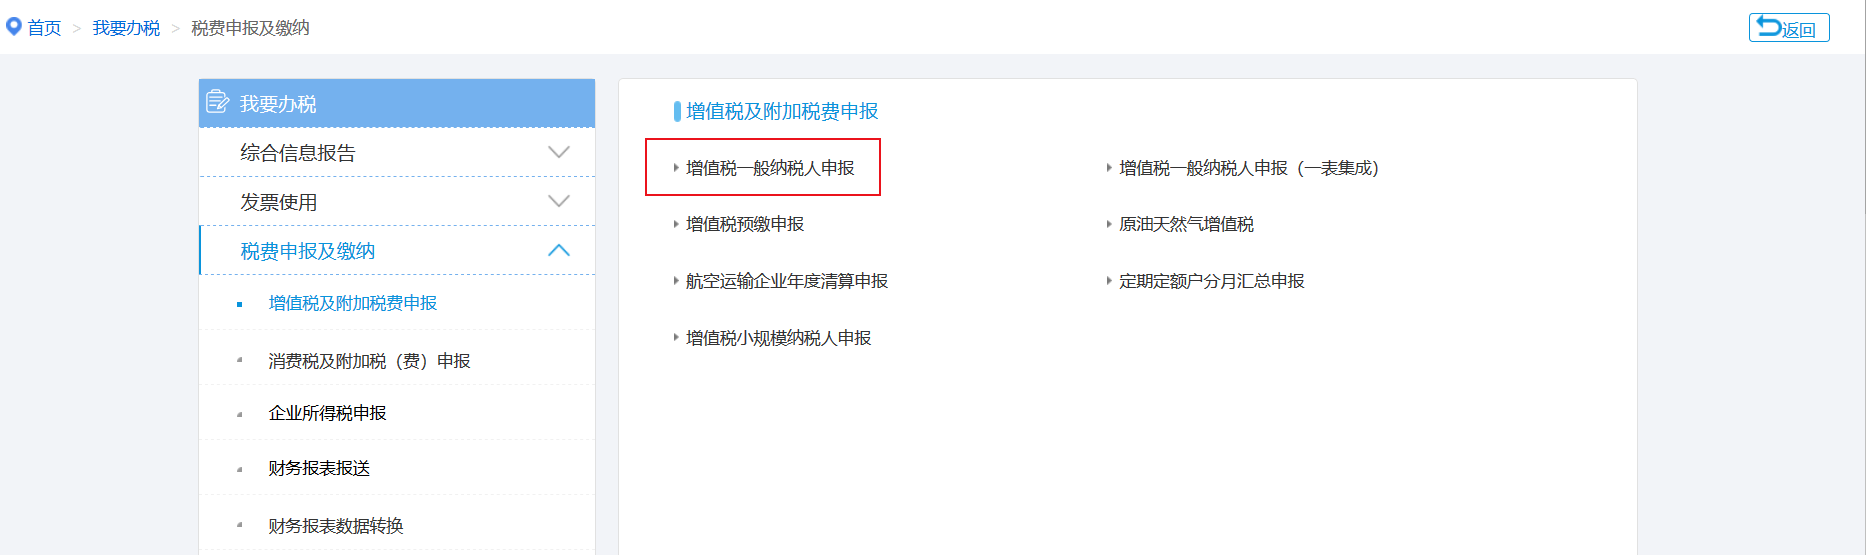 首页 > 我要办税 > 税费申报及缴纳
返回
我要办税
综合信息报告
发票使用
税费申报及缴纳
增值税及附加税费申报
消费税及附加税（费）申报
企业所得税申报
财务报表报送
财务报表数据转换
增值税及附加税费申报
增值税一般纳税人申报
增值税一般纳税人申报（一表集成）
增值税预缴申报
原油天然气增值税
航空运输企业年度清算申报
定期定额户分月汇总申报
增值税小规模纳税人申报